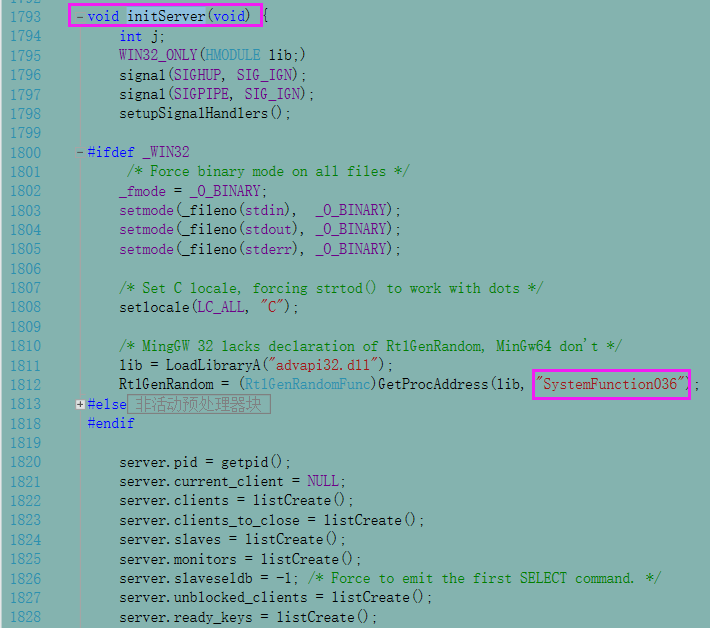 1793 void initServer(void) {
1794 int j;
1795 WIN32_ONLY(HMODULE lib;)
1796 signal(SIGHUP, SIG_IGN);
1797 signal(SIGPIPE, SIG_IGN);
1798 setupSignalHandlers();
1799
1800 #ifdef _WIN32
1801 /* Force binary mode on all files */
1802 _fmode = _O_BINARY;
1803 setmode(_fileno(stdin), _O_BINARY);
1804 setmode(_fileno(stdout), _O_BINARY);
1805 setmode(_fileno(stderr), _O_BINARY);
1806
1807 /* Set C locale, forcing strtod() to work with dots */
1808 setlocale(LC_ALL, "C");
1809
1810 /* MingGW 32 lacks declaration of RtlGenRandom, MinGw64 don't */
1811 lib = LoadLibraryA("advapi32.dll");
1812 RtlGenRandom = (RtlGenRandomFunc)GetProcAddress(lib, "SystemFunction036");
1813 #else 非活动预处理器块
1818 #endif
1819
1820 server.pid = getpid();
1821 server.current_client = NULL;
1822 server.clients = listCreate();
1823 server.clients_to_close = listCreate();
1824 server.slaves = listCreate();
1825 server.monitors = listCreate();
1826 server.slaveseldb = -1; /* Force to emit the first SELECT command. */
1827 server.unblocked_clients = listCreate();
1828 server.ready_keys = listCreate();